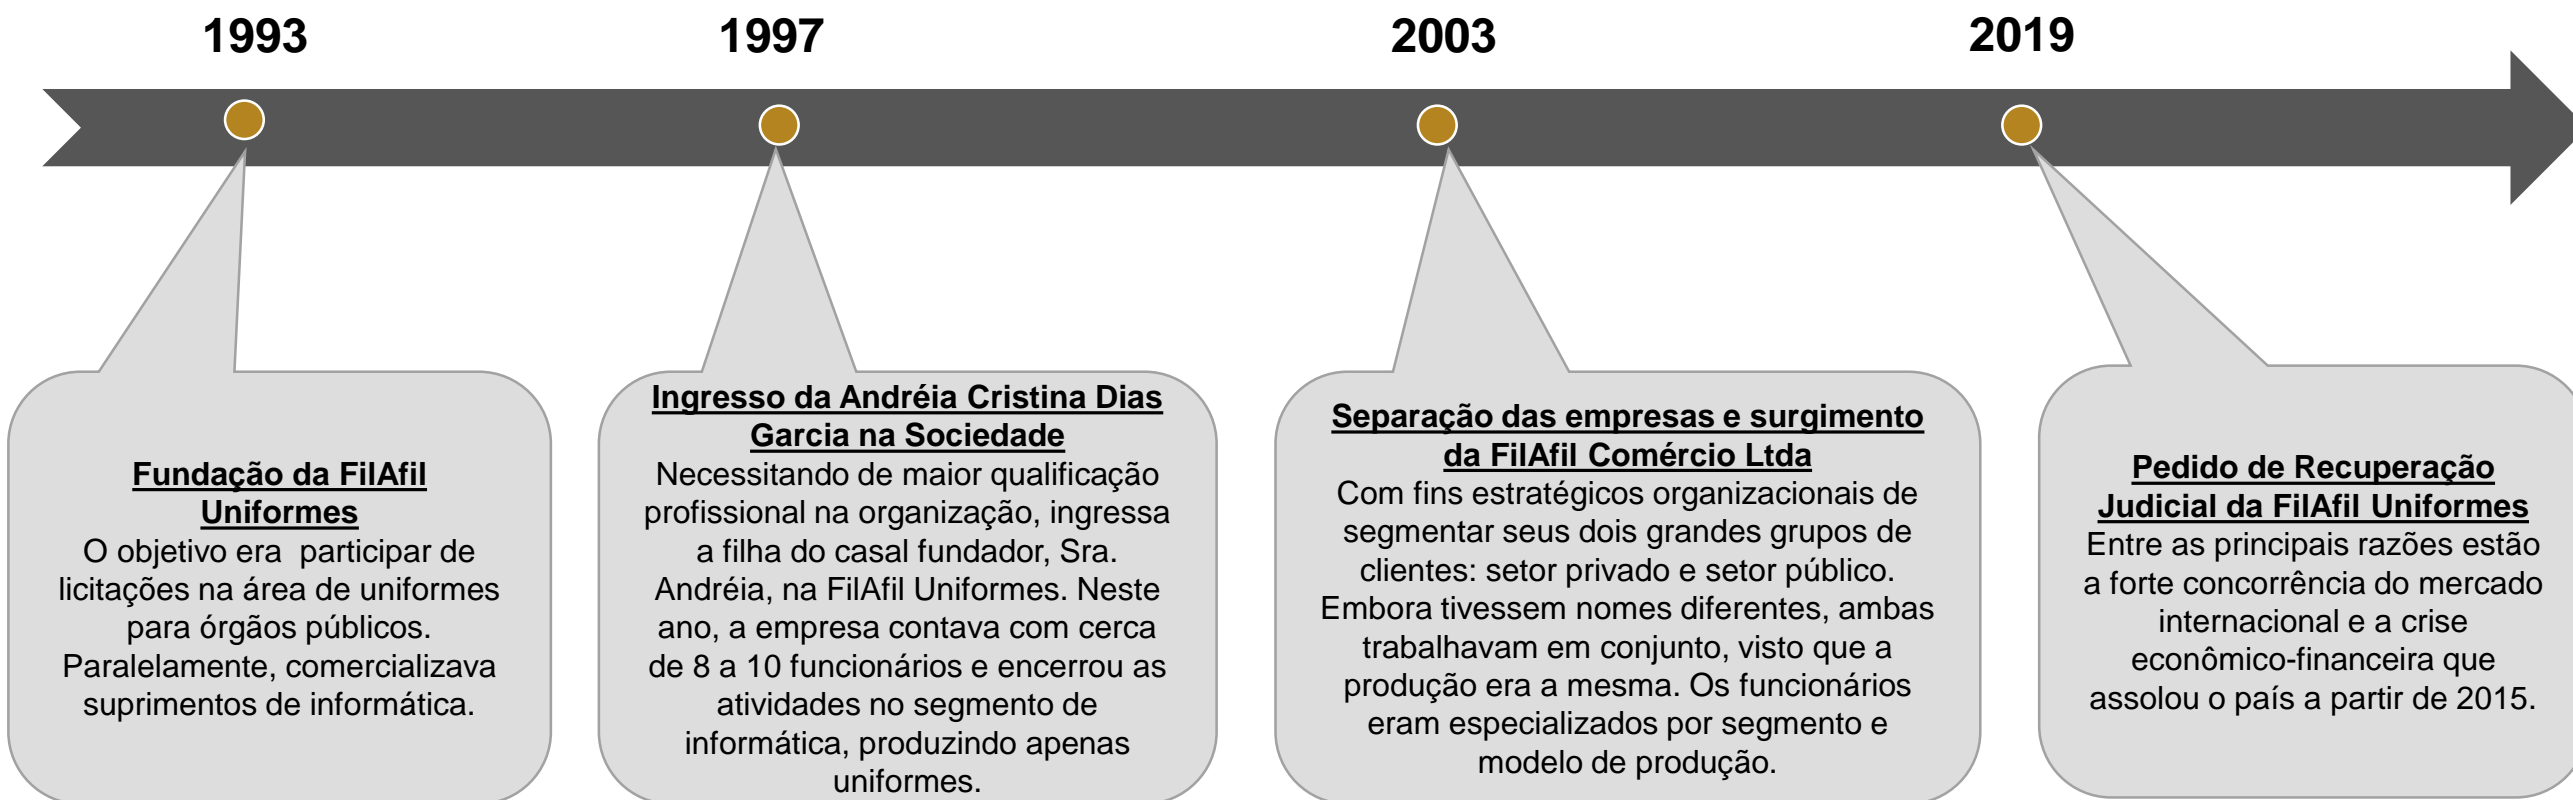 1993
1997
2003
2019
Fundação da FilAfil
Uniformes
O objetivo era  participar de
licitações na área de uniformes
para órgãos públicos.
Paralelamente, comercializava
suprimentos de informática.
Ingresso da Andréia Cristina Dias
Garcia na Sociedade
Necessitando de maior qualificação
profissional na organização, ingressa
a filha do casal fundador, Sra.
Andréia, na FilAfil Uniformes. Neste
ano, a empresa contava com cerca
de 8 a 10 funcionários e encerrou as
atividades no segmento de
informática, produzindo apenas
uniformes.
Separação das empresas e surgimento
da FilAfil Comércio Ltda
Com fins estratégicos organizacionais de
segmentar seus dois grandes grupos de
clientes: setor privado e setor público.
Embora tivessem nomes diferentes, ambas
trabalhavam em conjunto, visto que a
produção era a mesma. Os funcionários
eram especializados por segmento e
modelo de produção.
Pedido de Recuperação
Judicial da FilAfil Uniformes
Entre as principais razões estão
a forte concorrência do mercado
internacional e a crise
econômico-financeira que
assolou o país a partir de 2015.